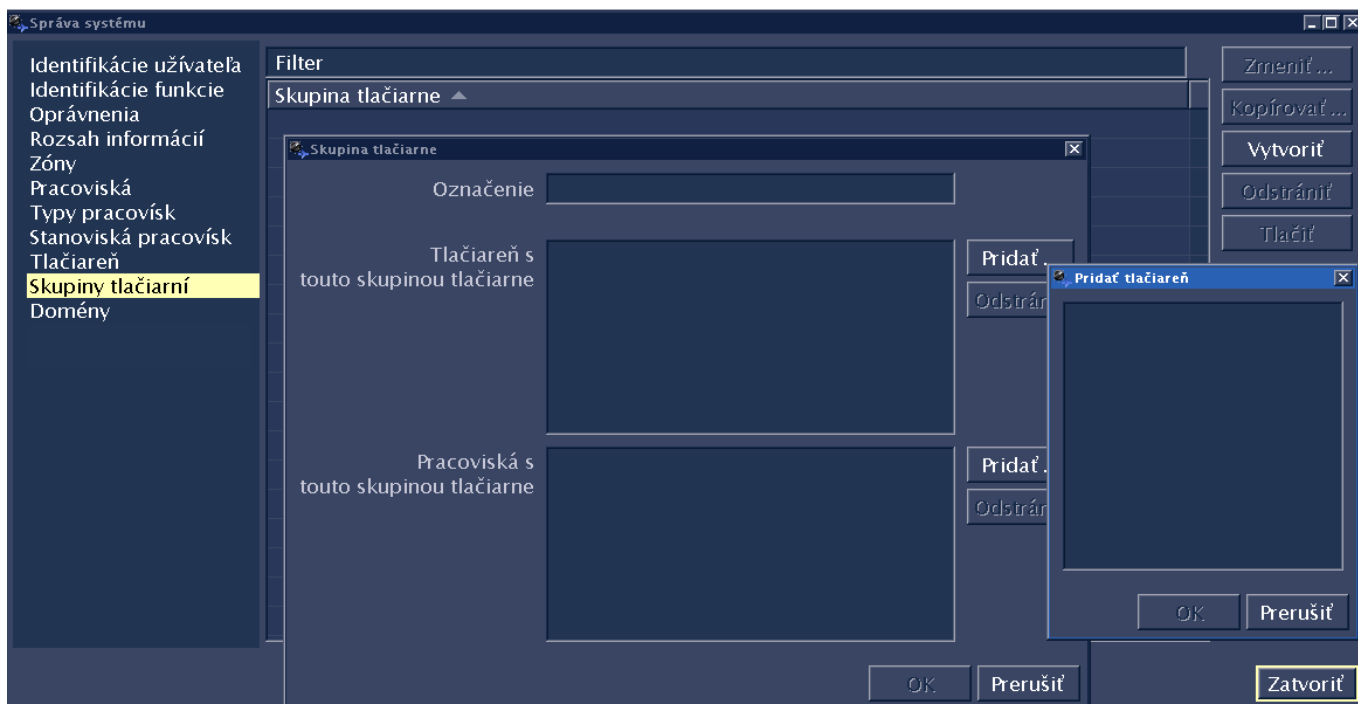 Správa systému
Identifikácie užívateľa
Identifikácie funkcie
Oprávnenia
Rozsah informácií
Zóny
Pracoviská
Typy pracovísk
Stanoviská pracovísk
Tlačiareň
Skupiny tlačiarní
Domény
Filter
Skupina tlačiarne
Zmeniť ...
Kopírovať ...
Vytvoriť
Odstrániť
Tlačiť
Skupina tlačiarne
Označenie
Tlačiareň s
touto skupinou tlačiarne
Pridať .
Odstrán
Pracoviská s
touto skupinou tlačiarne
Pridať .
Odstrán
OK
Prerušiť
Pridať tlačiareň
OK
Prerušiť
Zatvoriť